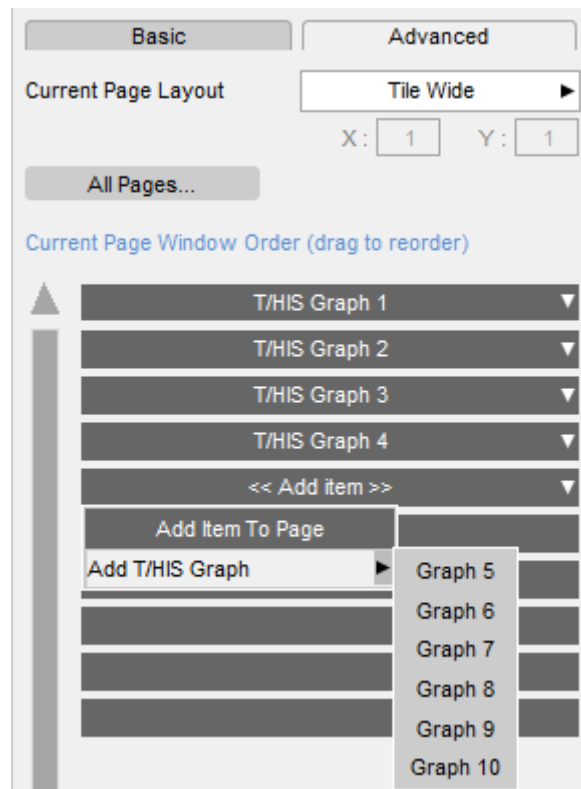 Basic Advanced
Current Page Layout Tile Wide
X : 1 Y : 1
All Pages...
Current Page Window Order (drag to reorder)
T/HIS Graph 1
T/HIS Graph 2
T/HIS Graph 3
T/HIS Graph 4
<< Add item >>
Add Item To Page
Add T/HIS Graph
Graph 5
Graph 6
Graph 7
Graph 8
Graph 9
Graph 10